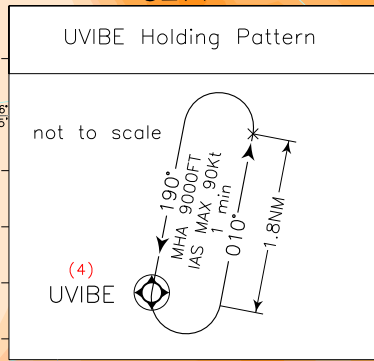 UVIBE Holding Pattern
not to scale
190°
MHA 9000FT
IAS MAX 90Kt
1 min
010°
1.8NM
(4)
UVIBE